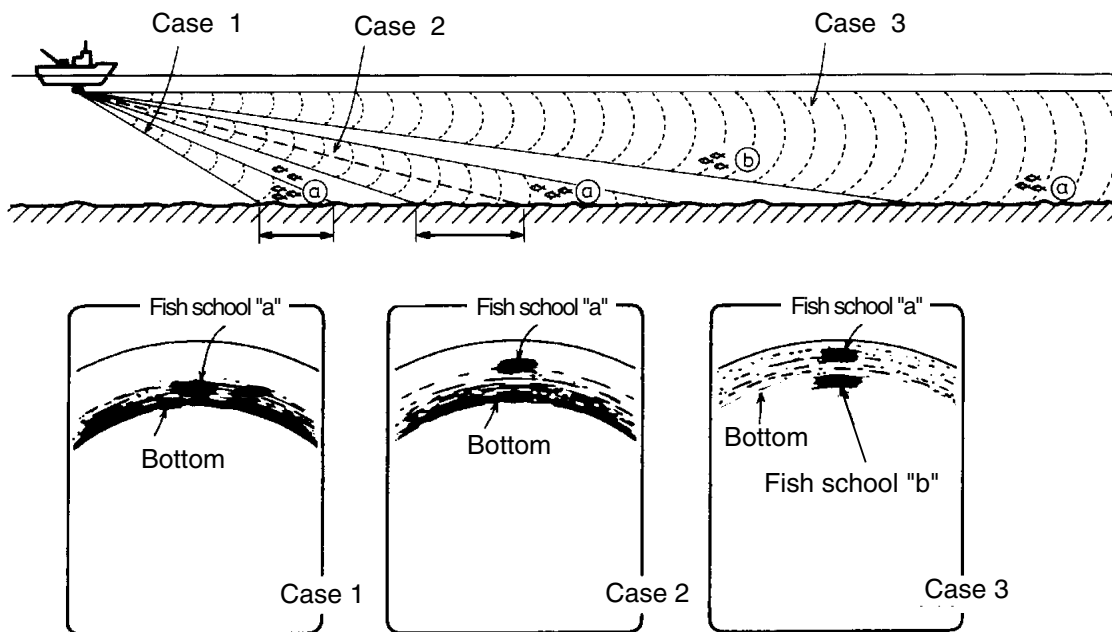 Case 1
Case 2
Case 3
b
a
a
a
Fish school "a"
Bottom
Case 1
Fish school "a"
Bottom
Case 2
Fish school "a"
Bottom
Fish school "b"
Case 3